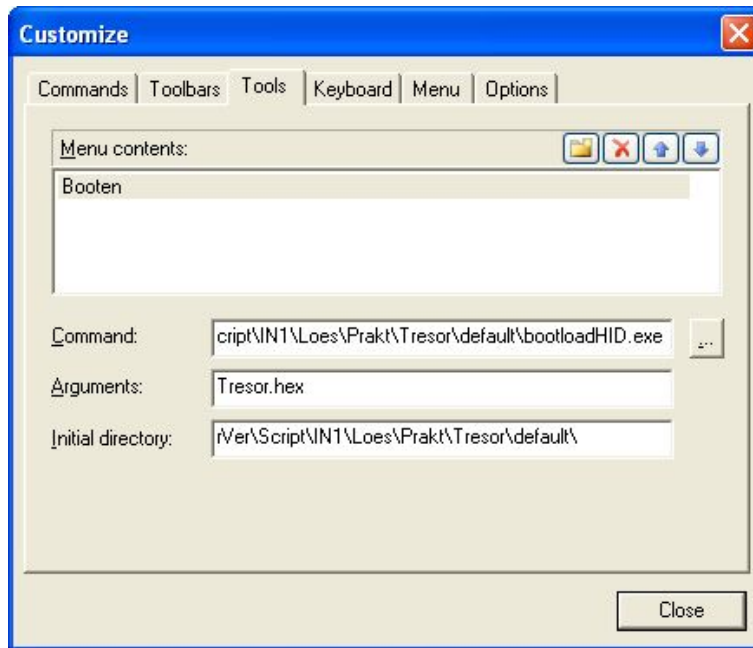 Customize
Commands Toolbars Tools Keyboard Menu Options
Menu contents:
Booten
Command: cript\IN1\Loes\Prakt\Tresor\default\bootloadHID.exe ...
Arguments: Tresor.hex
Initial directory: rVer\Script\IN1\Loes\Prakt\Tresor\default\
Close